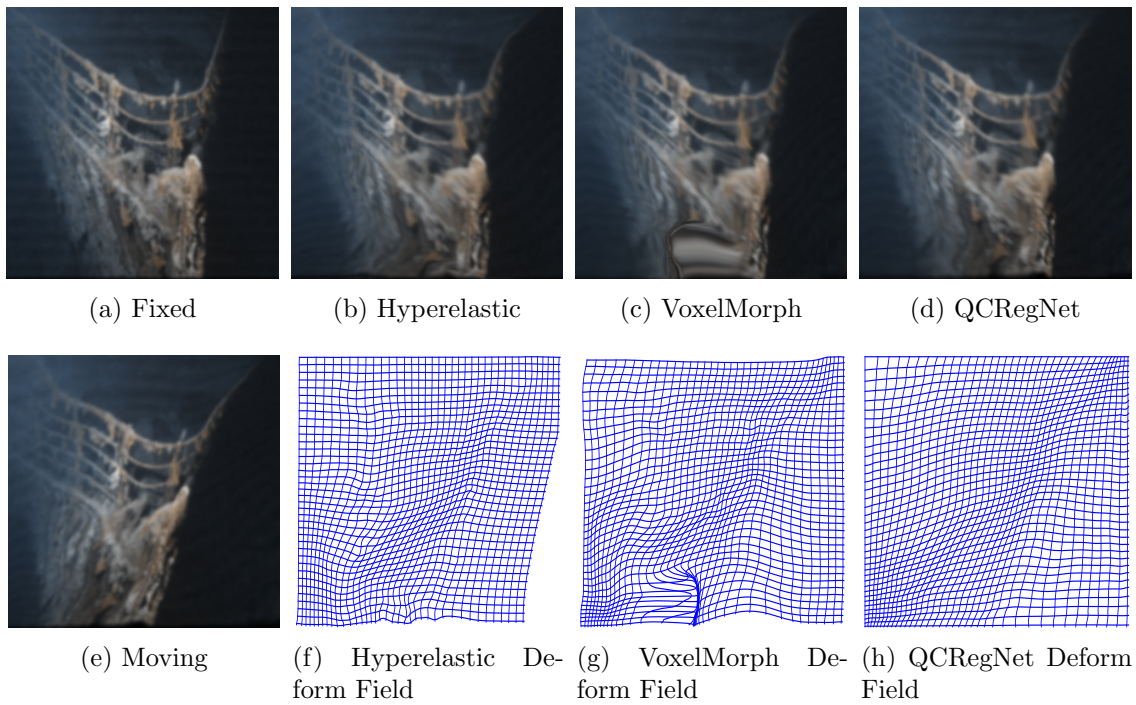 (a) Fixed
(b) Hyperelastic
(c) VoxelMorph
(d) QCRegNet
(e) Moving
(f) Hyperelastic De-
form Field
(g) VoxelMorph De-
form Field
(h) QCRegNet Deform
Field